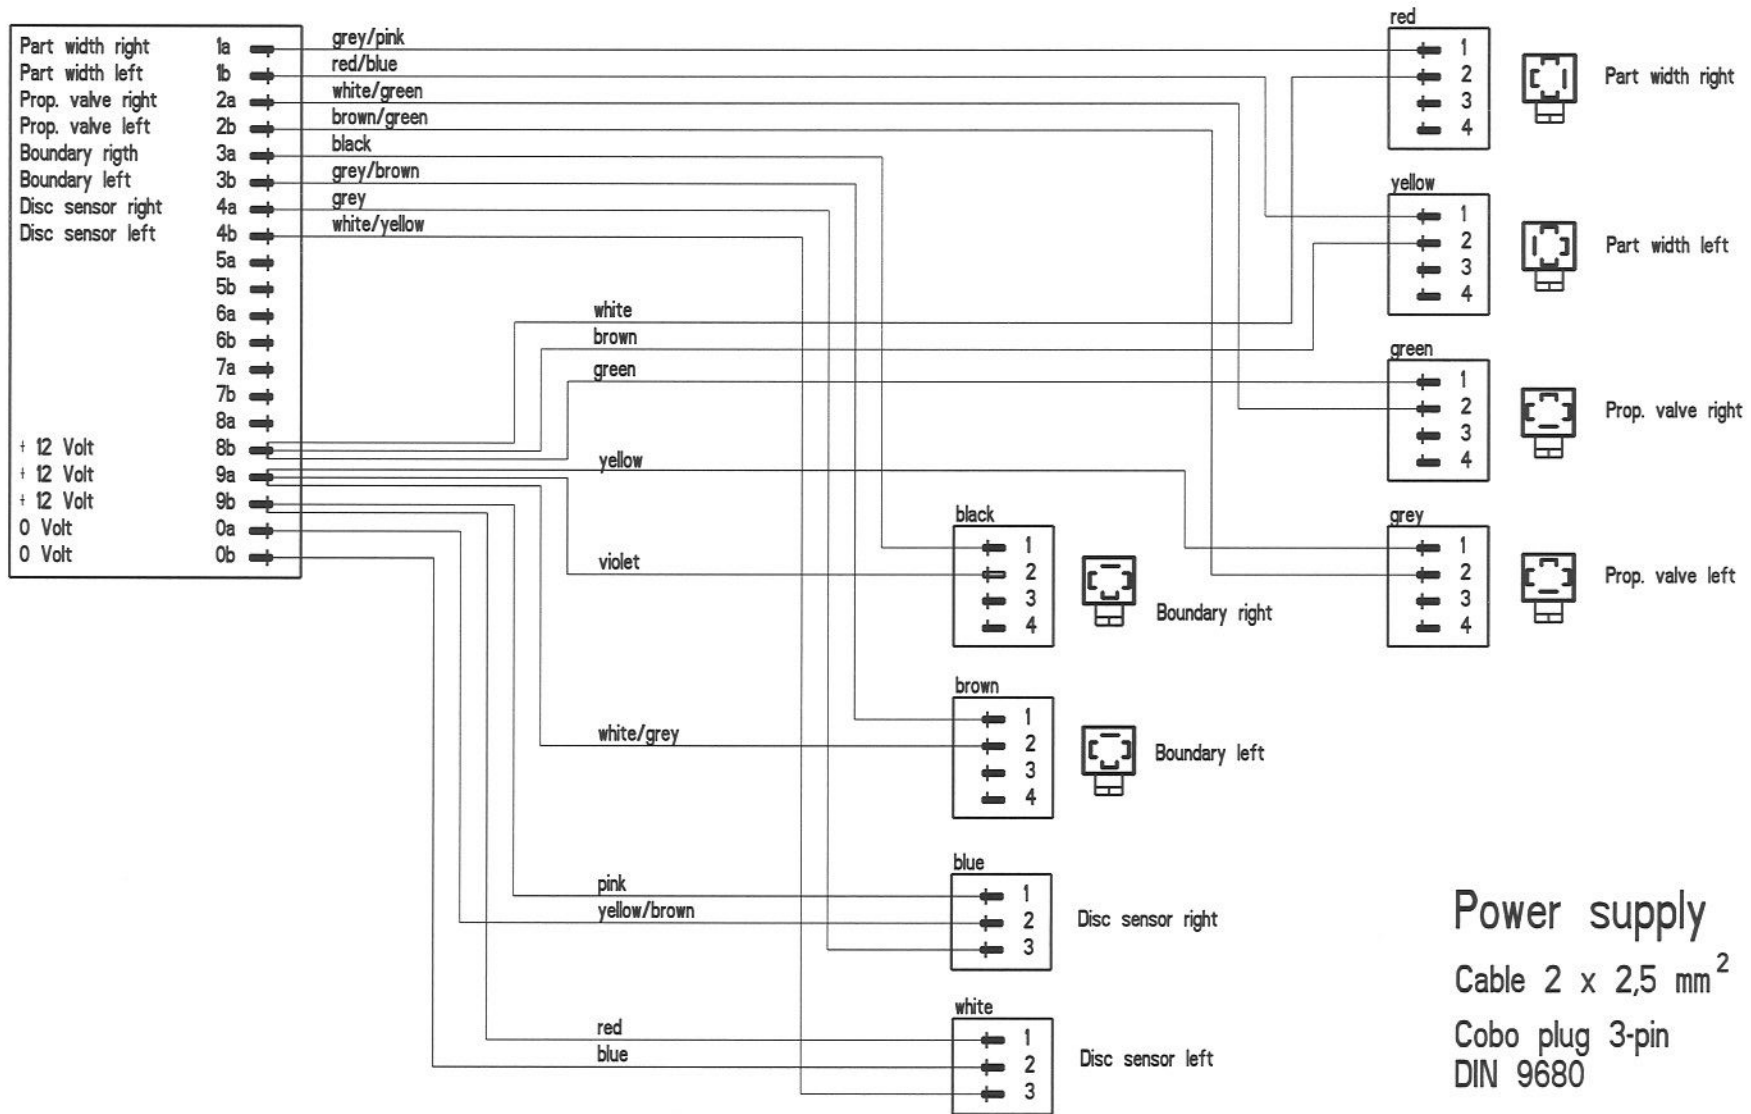 Part width right 1a
Part width left 1b
Prop. valve right 2a
Prop. valve left 2b
Boundary rigth 3a
Boundary left 3b
Disc sensor right 4a
Disc sensor left 4b
5a
5b
6a
6b
7a
7b
8a
+ 12 Volt 8b
+ 12 Volt 9a
+ 12 Volt 9b
0 Volt 0a
0 Volt 0b
grey/pink
red/blue
white/green
brown/green
black
grey/brown
grey
white/yellow
white
brown
green
yellow
violet
white/grey
pink
yellow/brown
red
blue
black
1
2
3
4
Boundary right
brown
1
2
3
4
Boundary left
blue
1
2
3
Disc sensor right
white
1
2
3
Disc sensor left
red
1
2
3
4
Part width right
yellow
1
2
3
4
Part width left
green
1
2
3
4
Prop. valve right
grey
1
2
3
4
Prop. valve left
Power supply
Cable 2 x 2,5 mm²
Cobo plug 3-pin
DIN 9680